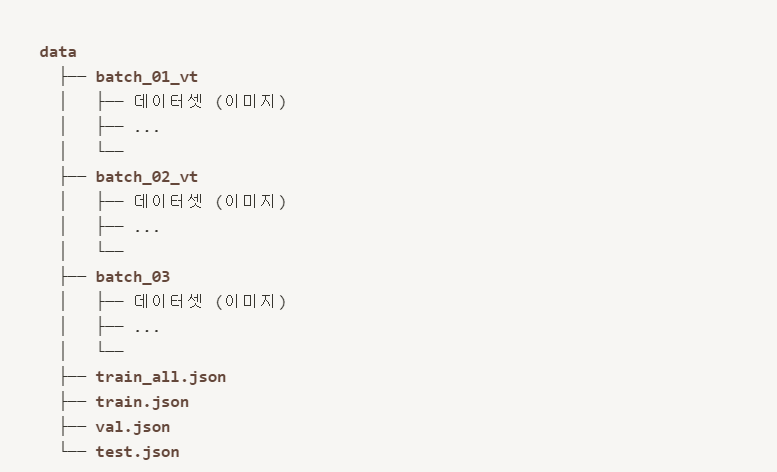 data
├── batch_01_vt
│   ├── 데이터셋 (이미지)
│   ├── ...
│   └──
├── batch_02_vt
│   ├── 데이터셋 (이미지)
│   ├── ...
│   └──
├── batch_03
│   ├── 데이터셋 (이미지)
│   ├── ...
│   └──
├── train_all.json
├── train.json
├── val.json
└── test.json